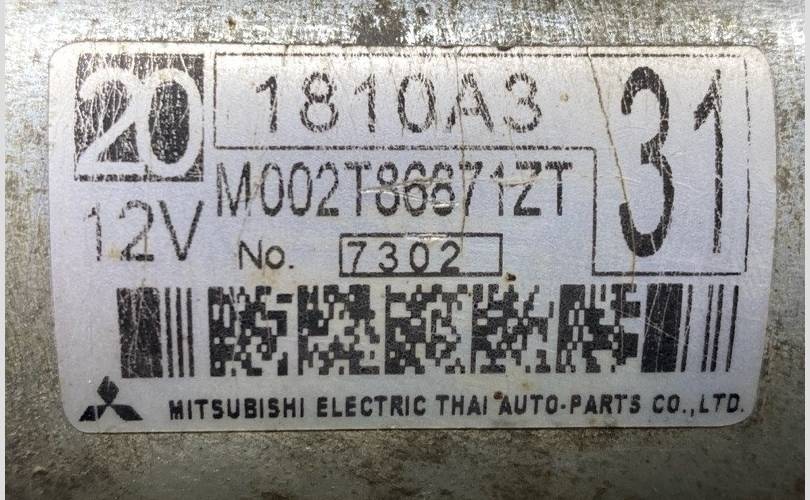 20
1810A3
31
M002T86871ZT
12V
No. 7302
MITSUBISHI ELECTRIC THAI AUTO-PARTS CO.,LTD.